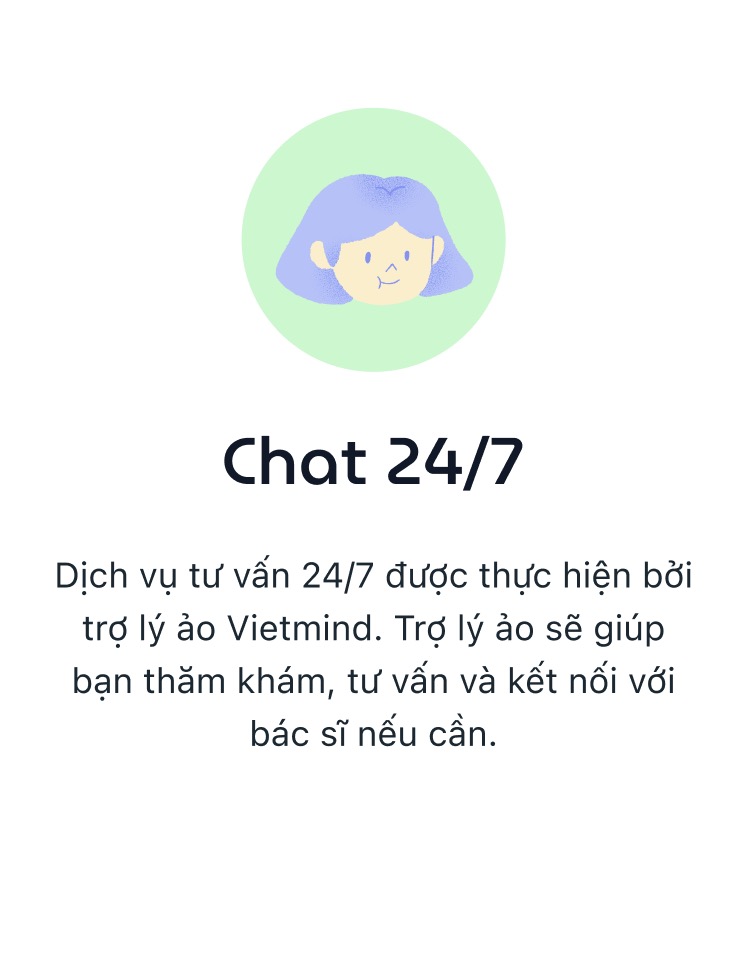 Chat 24/7
Dịch vụ tư vấn 24/7 được thực hiện bởi
trợ lý ảo Vietmind. Trợ lý ảo sẽ giúp
bạn thăm khám, tư vấn và kết nối với
bác sĩ nếu cần.